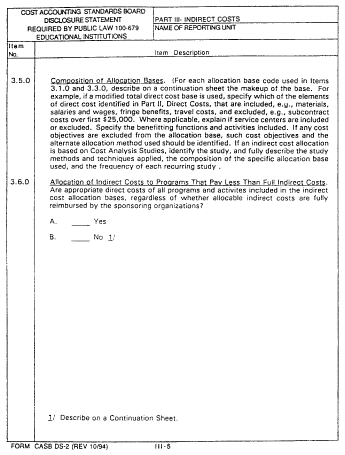 COST ACCOUNTING STANDARDS BOARD
DISCLOSURE STATEMENT
REQUIRED BY PUBLIC LAW 100-679
EDUCATIONAL INSTITUTIONS
PART III- INDIRECT COSTS
NAME OF REPORTING UNIT
Item
No.
Item Description
3.5.0
Composition of Allocation Bases. (For each allocation base code used in Items
3.1.0 and 3.3.0, describe on a continuation sheet the makeup of the base. For
example, if a modified total direct cost base is used, specify which of the elements
of direct cost identified in Part II, Direct Costs, that are included, e.g., materials,
salaries and wages, fringe benefits, travel costs, and excluded, e.g., subcontract
costs over first $25,000. Where applicable, explain if service centers are included
or excluded. Specify the benefitting functions and activities included. If any cost
objectives are excluded from the allocation base, such cost objectives and the
alternate allocation method used should be identified. If an indirect cost allocation
is based on Cost Analysis Studies, identify the study, and fully describe the study
methods and techniques applied, the composition of the specific allocation base
used, and the frequency of each recurring study .
3.6.0
Allocation of Indirect Costs to Programs That Pay Less Than Full Indirect Costs.
Are appropriate direct costs of all programs and activites included in the indirect
cost allocation bases, regardless of whether allocable indirect costs are fully
reimbursed by the sponsoring organizations?
A. ____ Yes
B. ____ No 1/
1/ Describe on a Continuation Sheet.
FORM CASB DS-2 (REV 10/94)
III-5